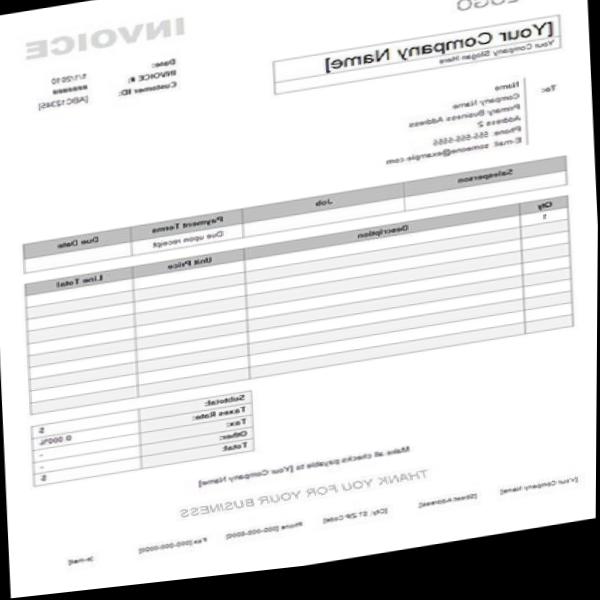 LOGO
INVOICE
[Your Company Name]
Your Company Slogan Here
Date: 1/1/2010
INVOICE #: #######
Customer ID: [ABC12345]
To:
Name
Company Name
Primary Business Address
Address 2
Phone: 555-555-5555
E-mail: someone@example.com
Salesperson Job Payment Terms Due Date
Due upon receipt
Qty Description Unit Price Line Total
1
Subtotal: $
Taxes Rate: 0.000%
Tax: -
Other: -
Total: $
Make all checks payable to [Your Company Name]
THANK YOU FOR YOUR BUSINESS
[Your Company Name] [Street Address] [City, ST ZIP Code] Phone [000-000-0000] Fax [000-000-0000] [e-mail]